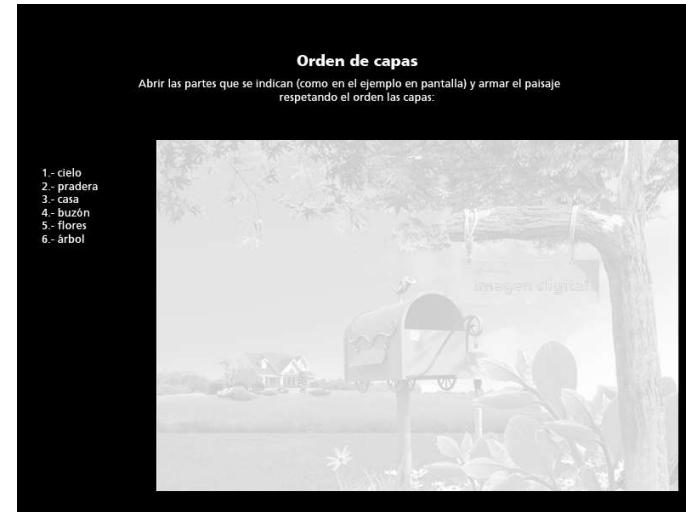 Orden de capas
Abrir las partes que se indican (como en el ejemplo en pantalla) y armar el paisaje
respetando el orden las capas:
1.- cielo
2.- pradera
3.- casa
4.- buzón
5.- flores
6.- árbol
imagen digital